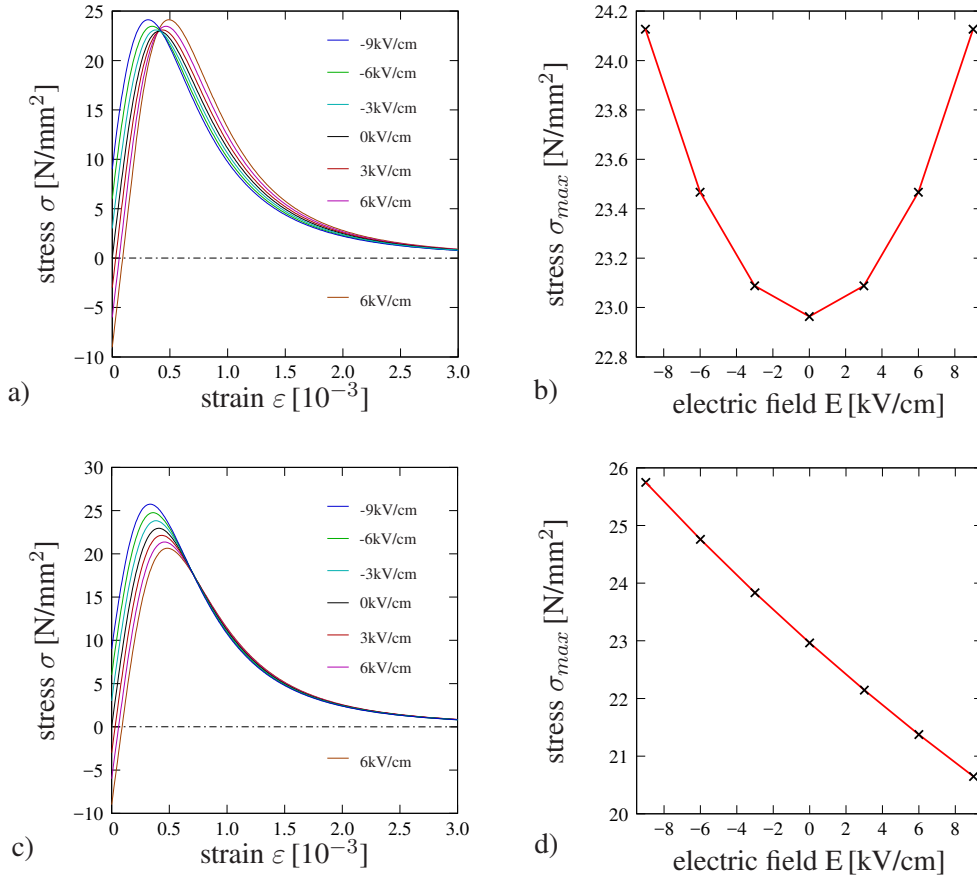 25
20
15
10
5
0
−5
−10
stress σ [N/mm²]
-9kV/cm
-6kV/cm
-3kV/cm
0kV/cm
3kV/cm
6kV/cm
6kV/cm
0 0.5 1.0 1.5 2.0 2.5 3.0
strain ε [10⁻³]
a)
24.2
24.0
23.8
23.6
23.4
23.2
23.0
22.8
stress σmax [N/mm²]
−8 −6 −4 −2 0 2 4 6 8
electric field E [kV/cm]
b)
30
25
20
15
10
5
0
−5
−10
stress σ [N/mm²]
-9kV/cm
-6kV/cm
-3kV/cm
0kV/cm
3kV/cm
6kV/cm
6kV/cm
0 0.5 1.0 1.5 2.0 2.5 3.0
strain ε [10⁻³]
c)
26
25
24
23
22
21
20
stress σmax [N/mm²]
−8 −6 −4 −2 0 2 4 6 8
electric field E [kV/cm]
d)